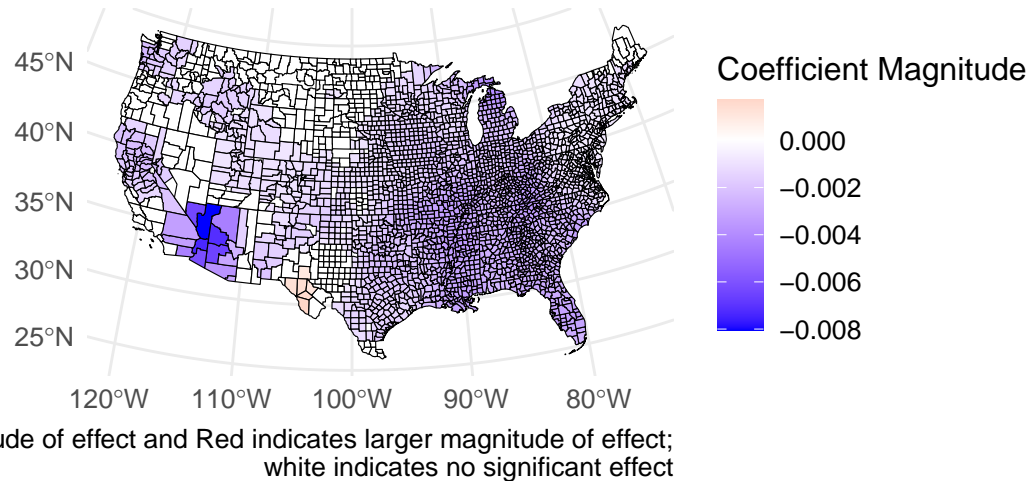 45°N
40°N
35°N
30°N
25°N
120°W 110°W 100°W 90°W 80°W
Coefficient Magnitude
0.000
−0.002
−0.004
−0.006
−0.008
of effect and Red indicates larger magnitude of effect;
white indicates no significant effect